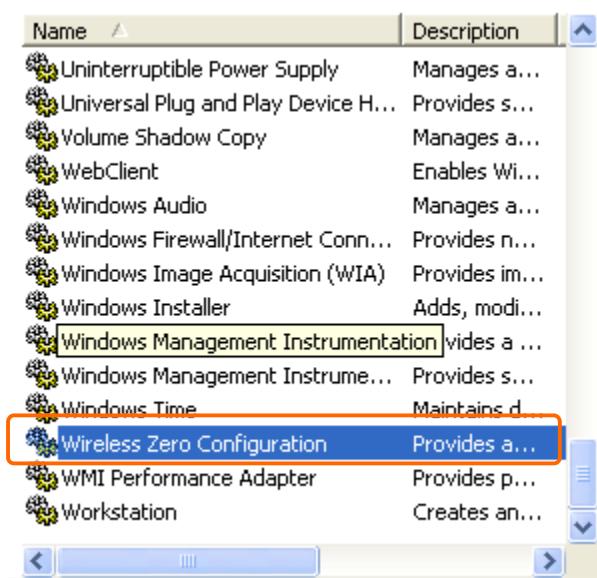 Name Description
Uninterruptible Power Supply Manages a...
Universal Plug and Play Device H... Provides s...
Volume Shadow Copy Manages a...
WebClient Enables Wi...
Windows Audio Manages a...
Windows Firewall/Internet Conn... Provides n...
Windows Image Acquisition (WIA) Provides im...
Windows Installer Adds, modi...
Windows Management Instrumentation vides a ...
Windows Management Instrume... Provides s...
Windows Time Maintains d...
Wireless Zero Configuration Provides a...
WMI Performance Adapter Provides p...
Workstation Creates an...